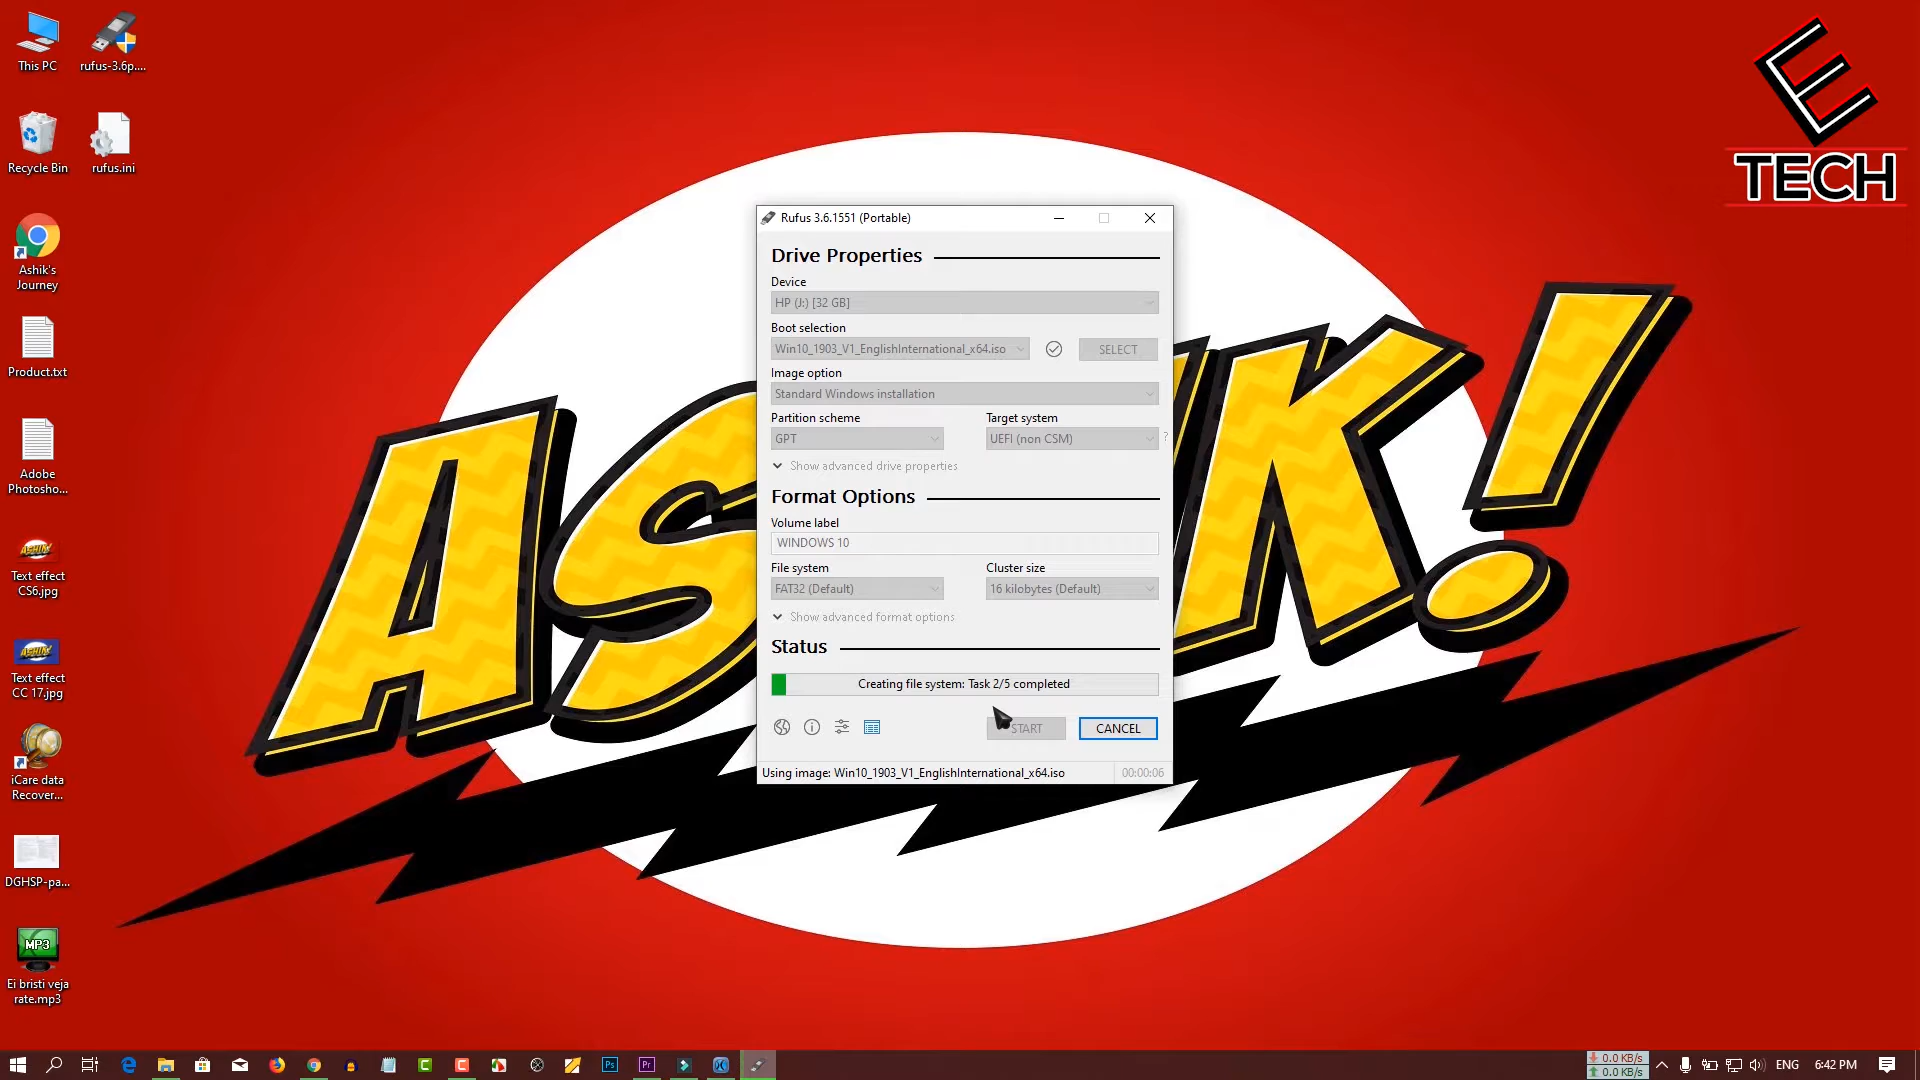 This PC
rufus-3.6p....
Recycle Bin
rufus.ini
Ashik's
Journey
Product.txt
Adobe
Photosho...
ASHIK!
Text effect
CS6.jpg
ASHIK!
Text effect
CC 17.jpg
iCare data
Recover...
DGHSP-pa...
MP3
Ei bristi veja
rate.mp3
E
TECH
AS
K!
Rufus 3.6.1551 (Portable)
Drive Properties
Device
HP (J:) [32 GB]
Boot selection
Win10_1903_V1_EnglishInternational_x64.iso
SELECT
Image option
Standard Windows installation
Partition scheme
Target system
GPT
UEFI (non CSM)
?
Show advanced drive properties
Format Options
Volume label
WINDOWS 10
File system
Cluster size
FAT32 (Default)
16 kilobytes (Default)
Show advanced format options
Status
Creating file system: Task 2/5 completed
START
CANCEL
Using image: Win10_1903_V1_EnglishInternational_x64.iso
00:00:06
Ps
Pr
0.0 KB/s
0.0 KB/s
ENG
6:42 PM